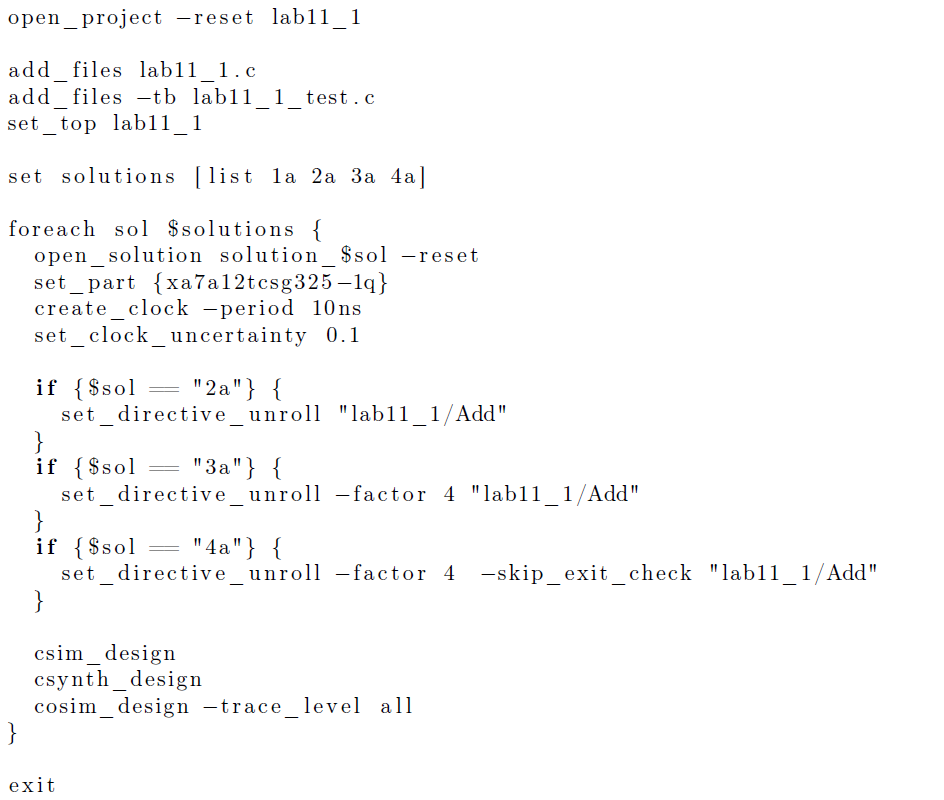 open_project -reset lab11_1
add_files lab11_1.c
add_files -tb lab11_1_test.c
set_top lab11_1
set solutions [list 1a 2a 3a 4a]
foreach sol $solutions {
open_solution solution_$sol -reset
set_part {xa7a12tcsg325-1q}
create_clock -period 10ns
set_clock_uncertainty 0.1
if {$sol == "2a"} {
set_directive_unroll "lab11_1/Add"
}
if {$sol == "3a"} {
set_directive_unroll -factor 4 "lab11_1/Add"
}
if {$sol == "4a"} {
set_directive_unroll -factor 4 -skip_exit_check "lab11_1/Add"
}
csim_design
csynth_design
cosim_design -trace_level all
}
exit